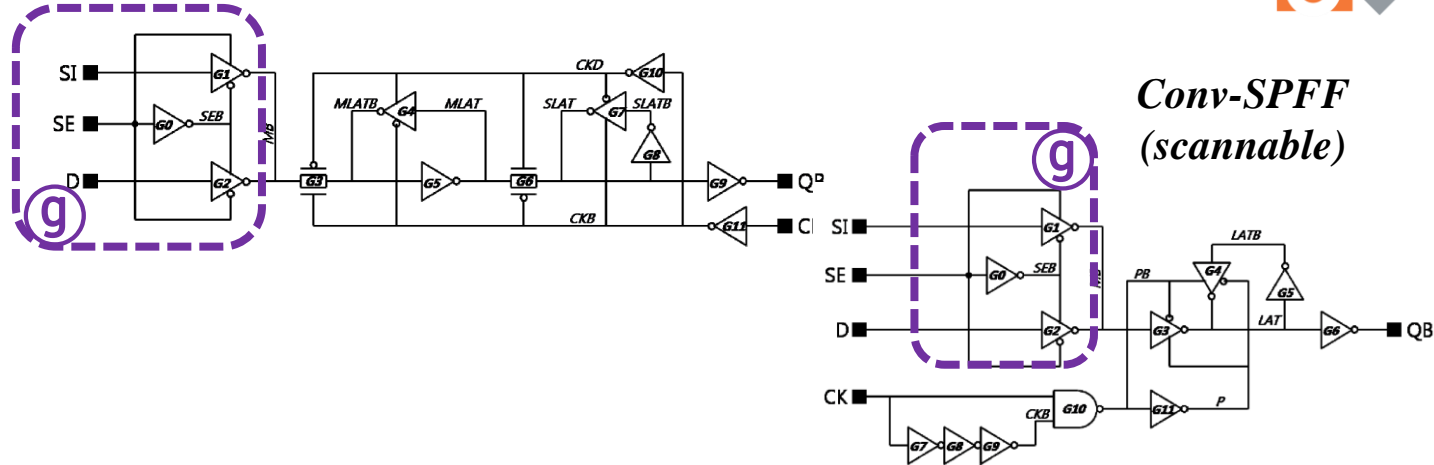 Conv-SPFF
(scannable)
g
SI
SE
D
G0
SEB
G1
G2
MB
G3
MLATB
G4
MLAT
G5
G6
CKD
G10
SLAT
G7
SLATB
G8
G9
CKB
G11
g
SI
SE
D
CK
G0
SEB
G1
G2
G3
PB
G4
LATB
G5
LAT
G6
QB
G7
G8
G9
CKB
G10
G11
P